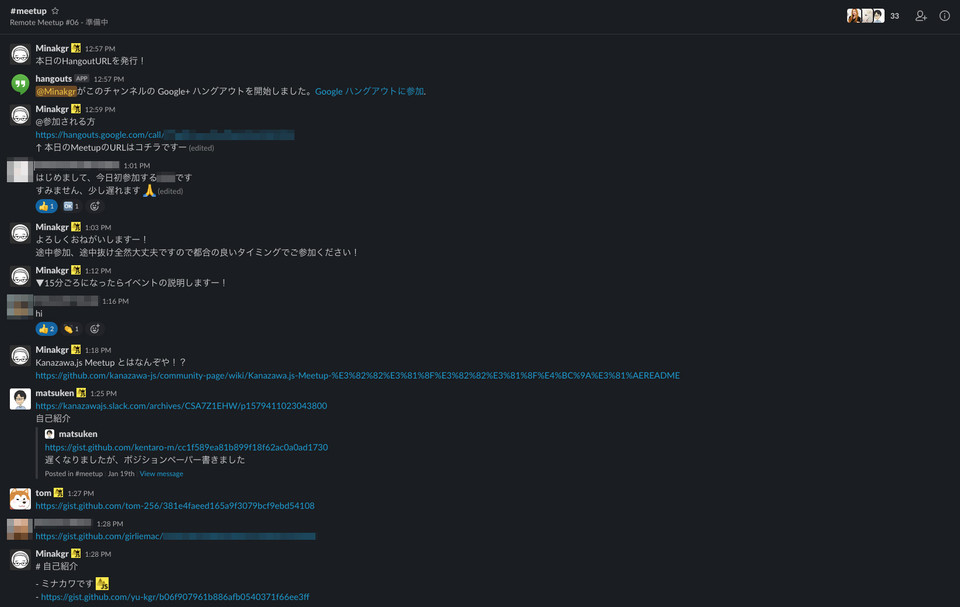 #meetup
Remote Meetup #06 - 準備中
33
Minakgr 12:57 PM
本日のHangoutURLを発行！
hangouts APP 12:57 PM
@Minakgrがこのチャンネルの Google+ ハングアウトを開始しました。Google ハングアウトに参加.
Minakgr 12:59 PM
@参加される方
https://hangouts.google.com/call/
↑本日のMeetupのURLはコチラですー (edited)
1:01 PM
はじめまして、今日初参加する です
すみません、少し遅れます🙏 (edited)
👍 1 🆗 1
Minakgr 1:03 PM
よろしくおねがいしますー！
途中参加、途中抜け全然大丈夫ですので都合の良いタイミングでご参加ください！
Minakgr 1:12 PM
▼15分ごろになったらイベントの説明しますー！
1:16 PM
hi
👍 2 👏 1
Minakgr 1:18 PM
Kanazawa.js Meetup とはなんぞや！？
https://github.com/kanazawa-js/community-page/wiki/Kanazawa.js-Meetup-%E3%82%82%E3%81%8F%E3%82%82%E3%81%8F%E4%BC%9A%E3%81%AEREADME
matsuken 1:25 PM
https://kanazawajs.slack.com/archives/CSA7Z1EHW/p1579411023043800
自己紹介
matsuken
https://gist.github.com/kentaro-m/cc1f589ea81b899f18f62ac0a0ad1730
遅くなりましたが、ポジションペーパー書きました
Posted in #meetup Jan 19th View message
tom 1:27 PM
https://gist.github.com/tom-256/381e4faeed165a9f3079bcf9ebd54108
1:28 PM
https://gist.github.com/girliemac/
Minakgr 1:28 PM
# 自己紹介
- ミナカワです
- https://gist.github.com/yu-kgr/b06f907961b886afb0540371f66ee3ff